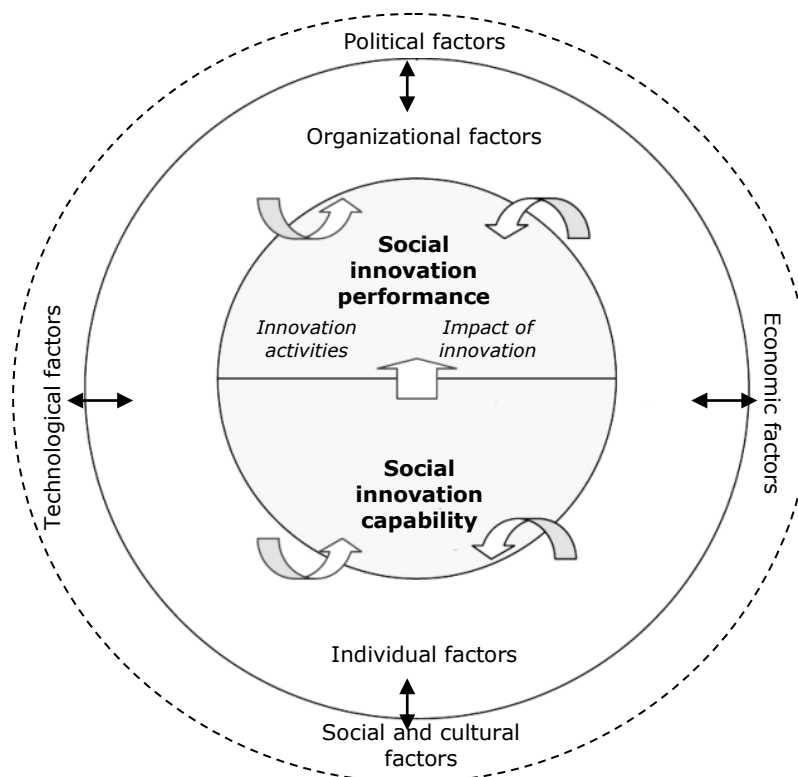 Political factors
Organizational factors
Social
innovation
performance
Innovation
activities
Impact of
innovation
Technological factors
Economic factors
Social
innovation
capability
Individual factors
Social and cultural
factors